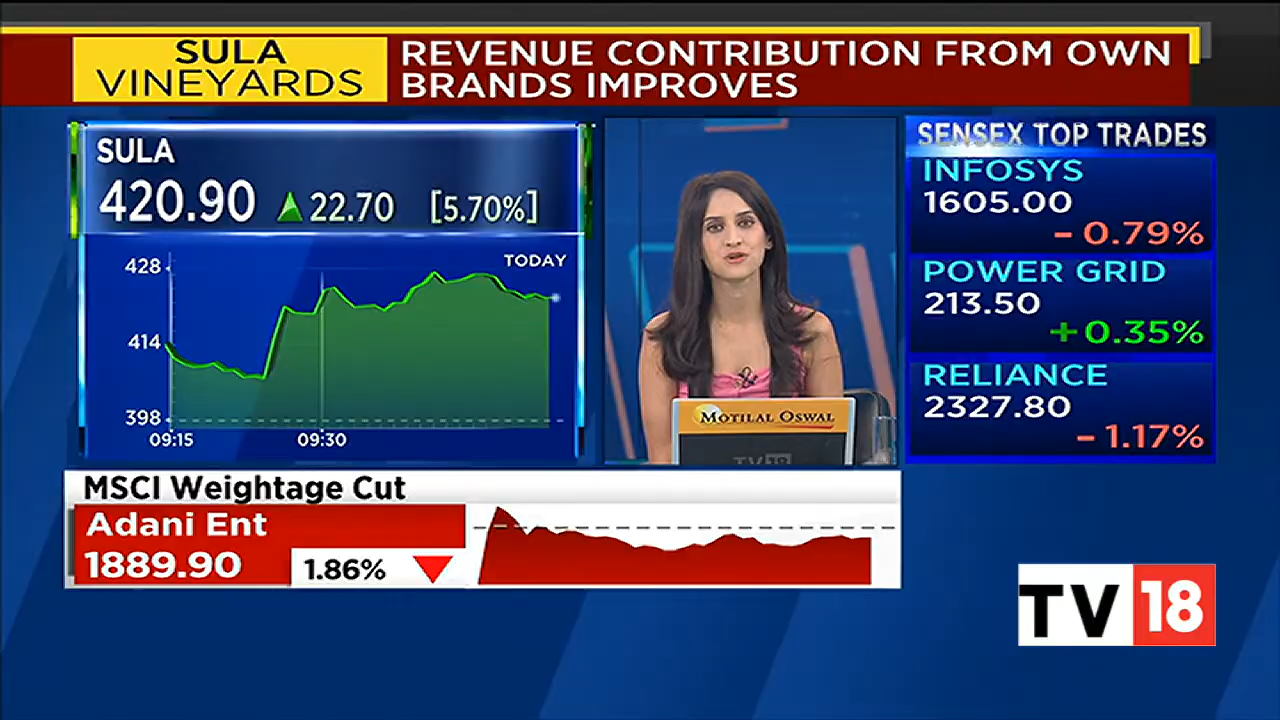 SULA
VINEYARDS
REVENUE CONTRIBUTION FROM OWN
BRANDS IMPROVES
SULA
420.90 ▲ 22.70 [5.70%]
TODAY
428
414
398
09:15 09:30
MOTILAL OSWAL
TV18
SENSEX TOP TRADES
INFOSYS
1605.00
- 0.79%
POWER GRID
213.50
+0.35%
RELIANCE
2327.80
- 1.17%
MSCI Weightage Cut
Adani Ent
1889.90 1.86% ▼
TV18